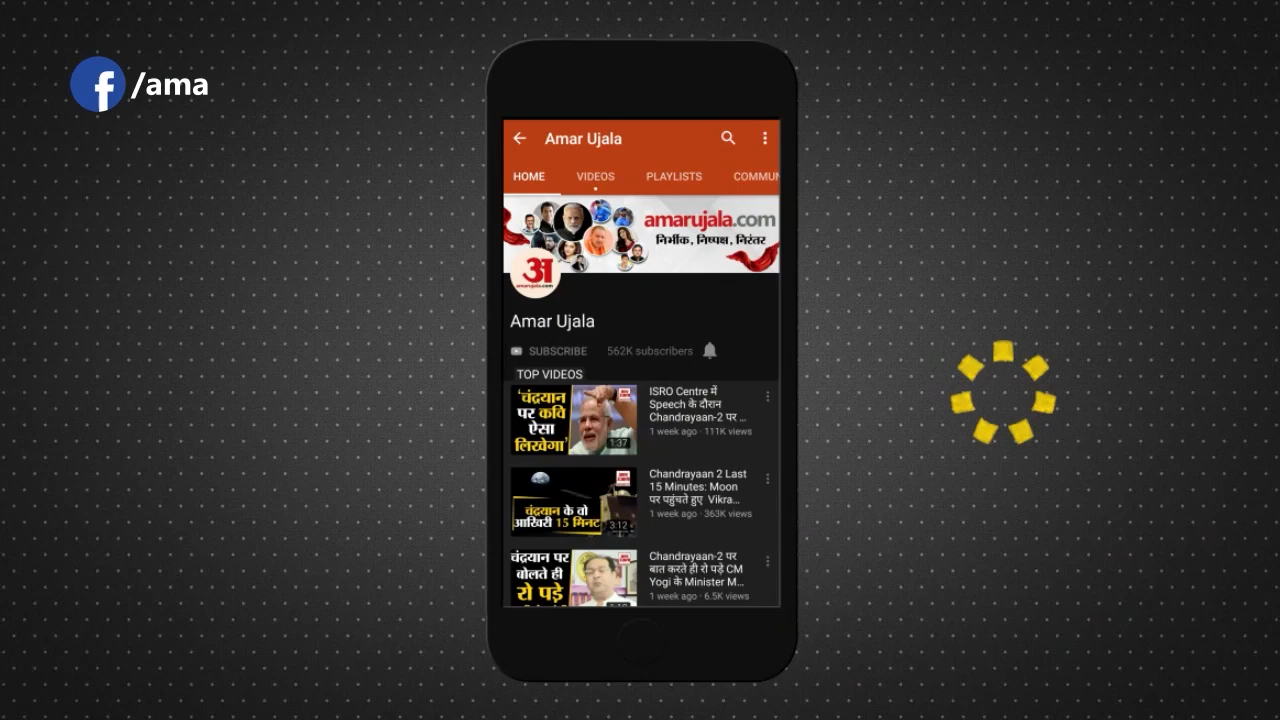 /ama
Amar Ujala
HOME VIDEOS PLAYLISTS COMMUN
amarujala.com
निर्भीक, निष्पक्ष, निरंतर
अ
amarujala.com
Amar Ujala
SUBSCRIBE 562K subscribers
TOP VIDEOS
'चंद्रयान
पर कवि
ऐसा
लिखेगा'
1:37
ISRO Centre में
Speech के दौरान
Chandrayaan-2 पर ...
1 week ago · 111K views
चंद्रयान के वो
आखिरी 15 मिनट
3:12
Chandrayaan 2 Last
15 Minutes: Moon
पर पहुंचते हुए Vikra...
1 week ago · 363K views
चंद्रयान पर
बोलते ही
रो पड़े
Chandrayaan-2 पर
बात करते ही रो पड़े CM
Yogi के Minister M...
1 week ago · 6.5K views